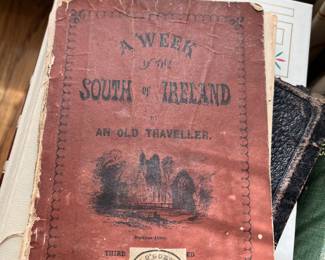 A WEEK
IN THE
SOUTH OF IRELAND
BY
AN OLD TRAVELLER.
THIRD